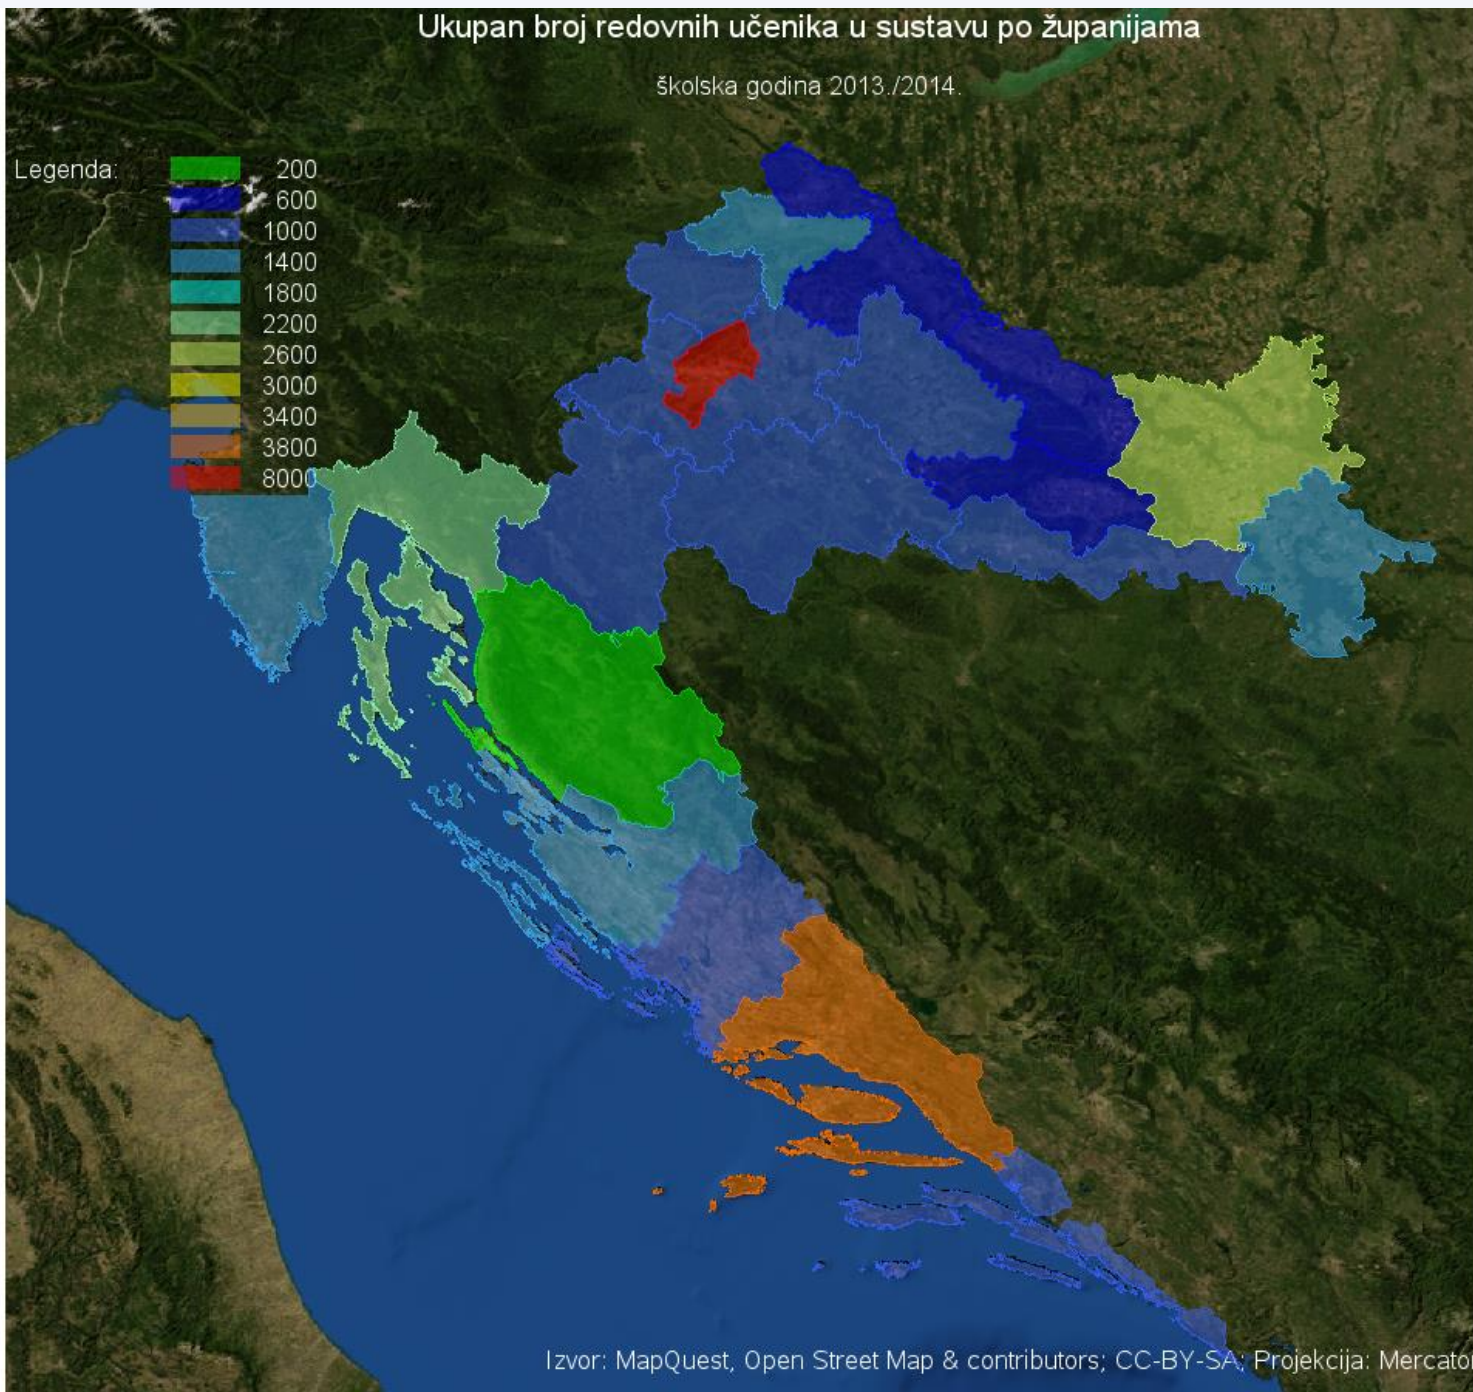 Ukupan broj redovnih učenika u sustavu po županijama
školska godina 2013./2014.
Legenda:
200
600
1000
1400
1800
2200
2600
3000
3400
3800
8000
Izvor: MapQuest, Open Street Map & contributors; CC-BY-SA; Projekcija: Mercator